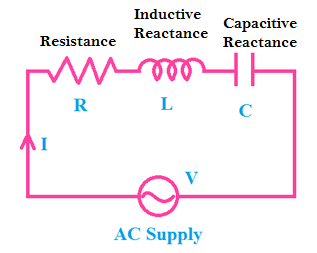 Resistance
Inductive
Reactance
Capacitive
Reactance
R
L
C
I
V
AC Supply